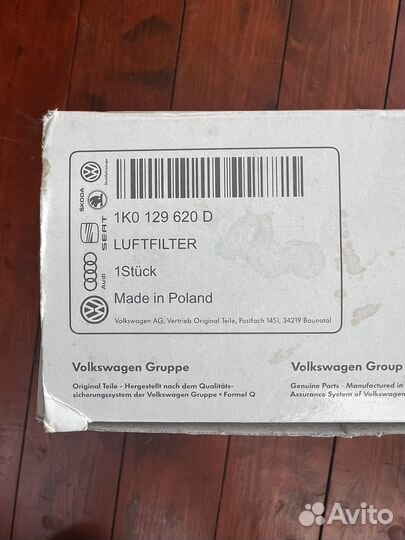 Nutzfahrzeuge
ŠKODA
SEAT
Audi
1K0 129 620 D
LUFTFILTER
1Stück
Made in Poland
Volkswagen AG, Vertrieb Original Teile, Postfach 1451, 34219 Baunatal
Volkswagen Gruppe
Original Teile – Hergestellt nach dem Qualitäts-
sicherungssystem der Volkswagen Gruppe • Formel Q
Volkswagen Group
Genuine Parts – Manufactured in
Assurance System of Volkswagen
Avito